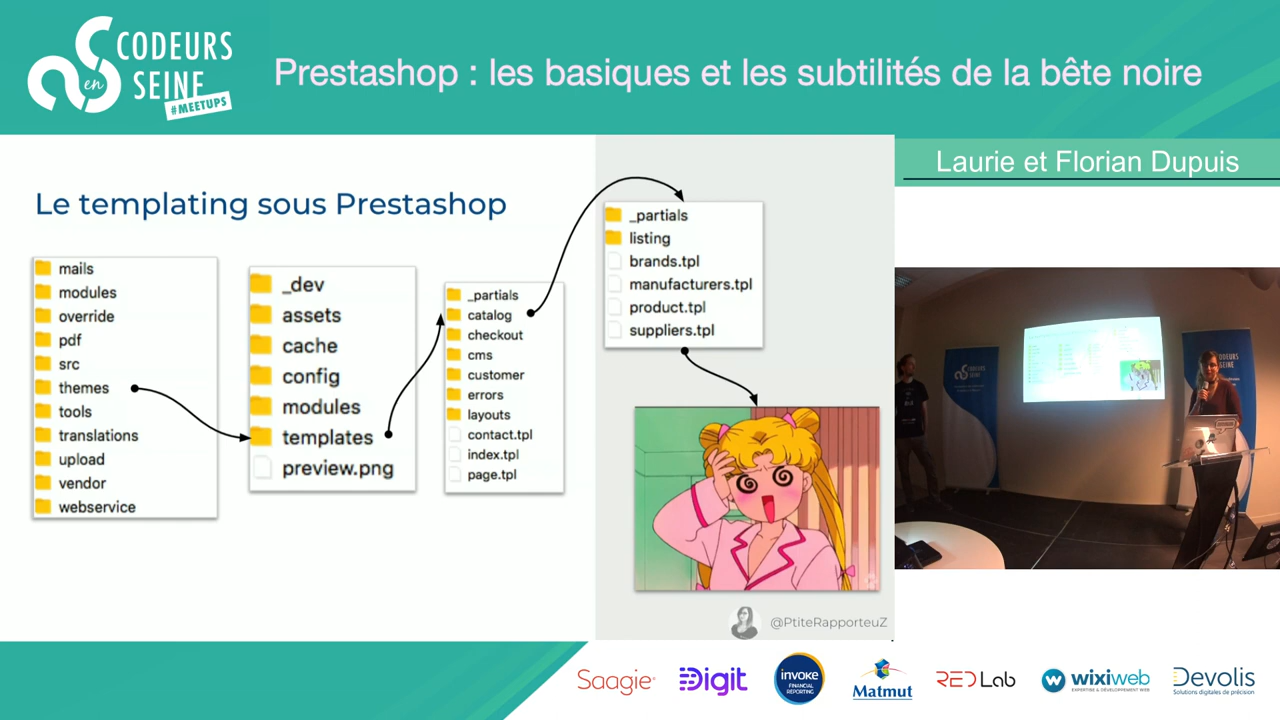 CODEURS
en
SEINE
#MEETUPS
Prestashop : les basiques et les subtilités de la bête noire
Laurie et Florian Dupuis
Le templating sous Prestashop
mails
modules
override
pdf
src
themes
tools
translations
upload
vendor
webservice
_dev
assets
cache
config
modules
templates
preview.png
_partials
catalog
checkout
cms
customer
errors
layouts
contact.tpl
index.tpl
page.tpl
_partials
listing
brands.tpl
manufacturers.tpl
product.tpl
suppliers.tpl
@PtiteRapporteuZ
CODEURS
SEINE
CODEURS
SEINE
Saagie
Digit
invoke
FINANCIAL
REPORTING
Matmut
RED Lab
wixiweb
EXPERTISE & DÉVELOPPEMENT WEB
Devolis
Solutions digitales de précision